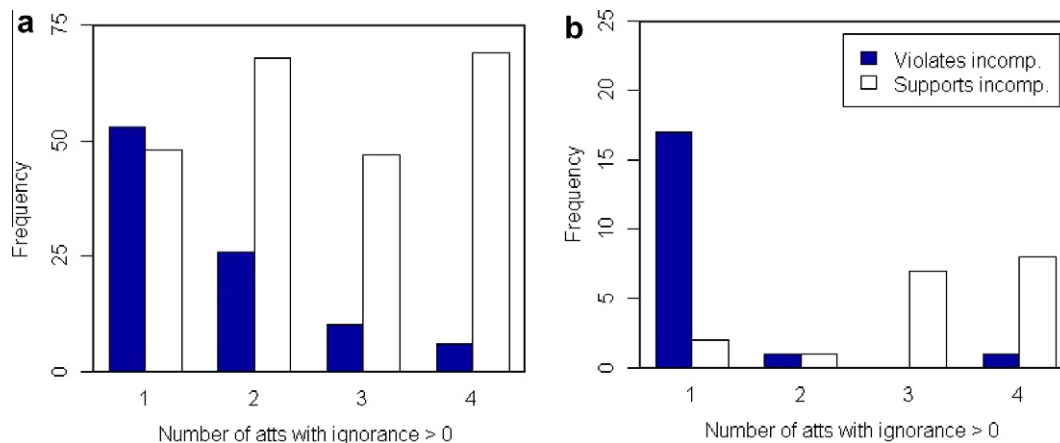 a
75
50
25
0
Frequency
1 2 3 4
Number of atts with ignorance > 0
b
25
20
15
10
5
0
Frequency
Violates incomp.
Supports incomp.
1 2 3 4
Number of atts with ignorance > 0